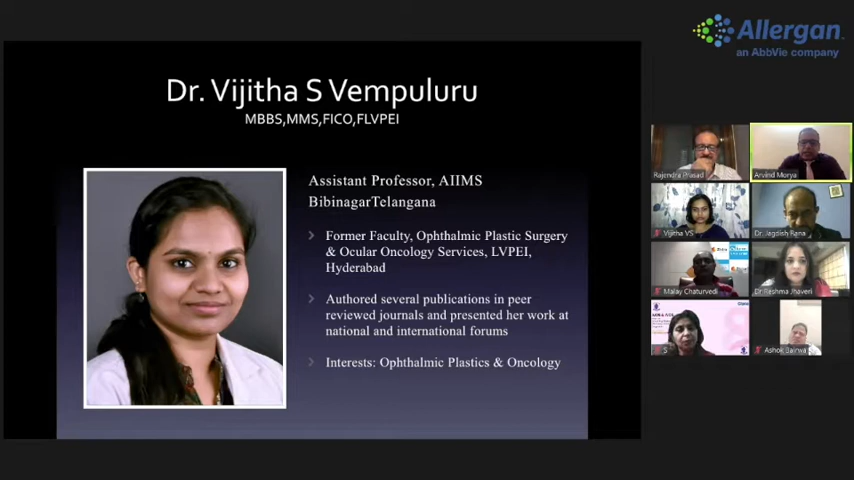 Allergan
an AbbVie company
Dr. Vijitha S Vempuluru
MBBS,MMS,FICO,FLVPEI
Assistant Professor, AIIMS
BibinagarTelangana
Former Faculty, Ophthalmic Plastic Surgery
& Ocular Oncology Services, LVPEI,
Hyderabad
Authored several publications in peer
reviewed journals and presented her work at
national and international forums
Interests: Ophthalmic Plastics & Oncology
Rajendra Prasad
Arvind Morya
Vijitha VS
Dr. Jagdish Rana
Malay Chaturvedi
Dr Reshma Jhaveri
S
Ashok Bairwa